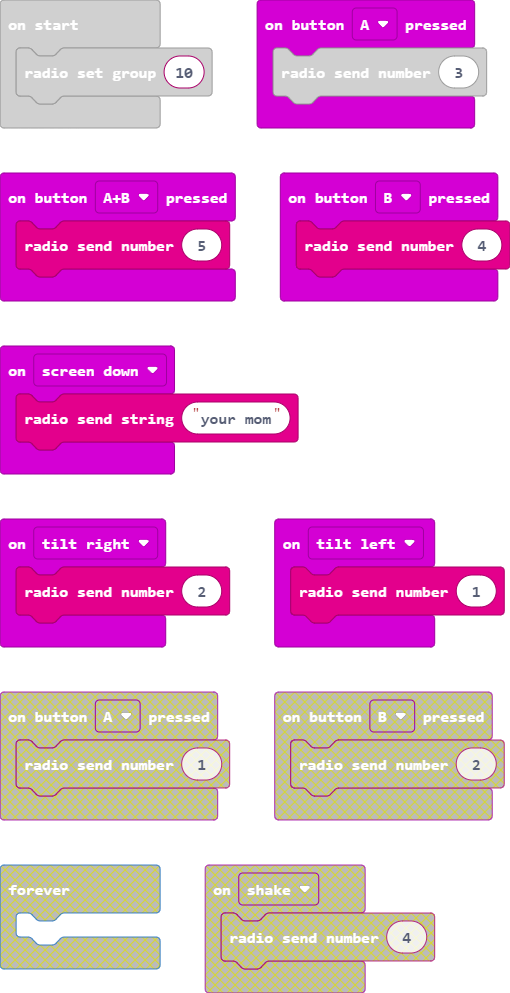 on start
radio set group 10
on button A pressed
radio send number 3
on button A+B pressed
radio send number 5
on button B pressed
radio send number 4
on screen down
radio send string "your mom"
on tilt right
radio send number 2
on tilt left
radio send number 1
on button A pressed
radio send number 1
on button B pressed
radio send number 2
forever
on shake
radio send number 4